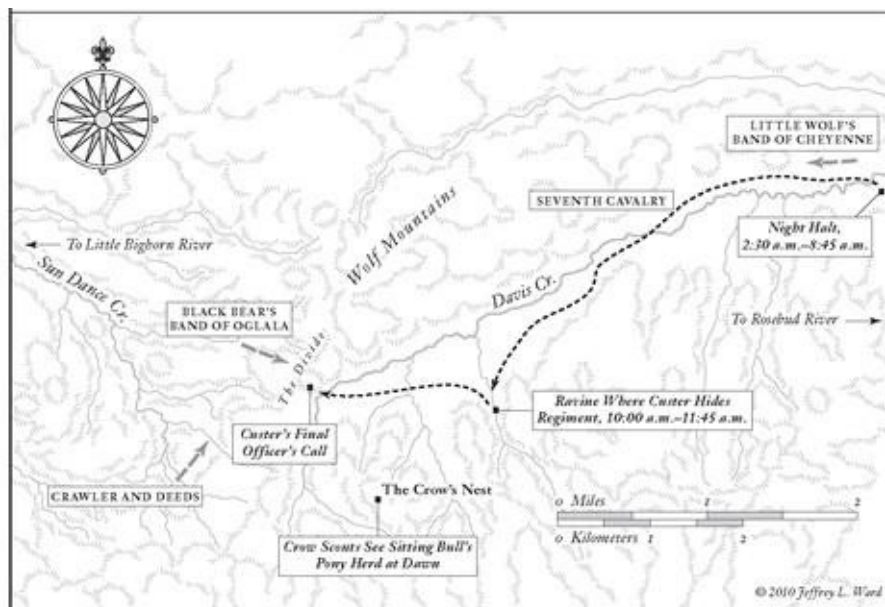 LITTLE WOLF'S
BAND OF CHEYENNE
SEVENTH CAVALRY
Night Halt,
2:30 a.m.–8:45 a.m.
Wolf Mountains
To Little Bighorn River
Sun Dance Cr.
Davis Cr.
BLACK BEAR'S
BAND OF OGLALA
To Rosebud River
The Divide
Ravine Where Custer Hides
Regiment, 10:00 a.m.–11:45 a.m.
Custer's Final
Officer's Call
CRAWLER AND DEEDS
The Crow's Nest
0 Miles 1 2
0 Kilometers 1 2
Crow Scouts See Sitting Bull's
Pony Herd at Dawn
© 2010 Jeffrey L. Ward